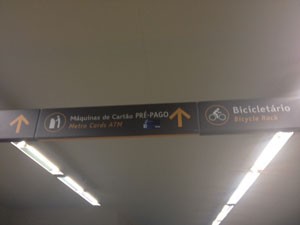 Máquinas de Cartão PRÉ-PAGO
Metro Cards ATM
Bicicletário
Bicycle Rack